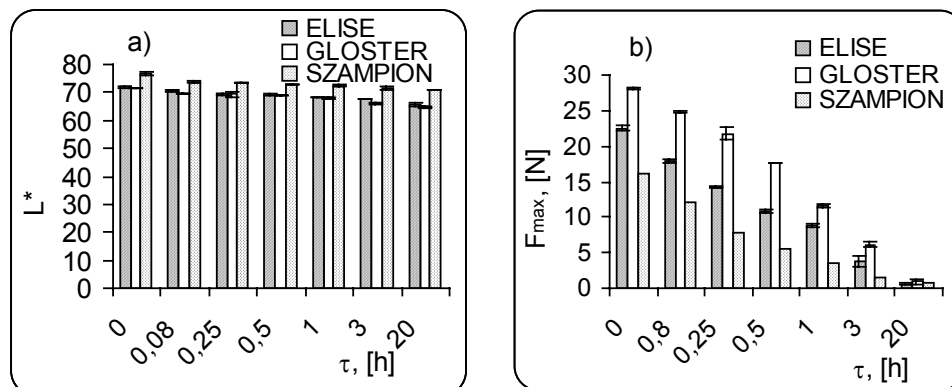 a)
ELISE
GLOSTER
SZAMPION
80
70
60
50
40
30
20
10
0
L*
0 0,08 0,25 0,5 1 3 20
τ, [h]
b)
ELISE
GLOSTER
SZAMPION
30
25
20
15
10
5
0
Fmax, [N]
0 0,8 0,25 0,5 1 3 20
τ, [h]